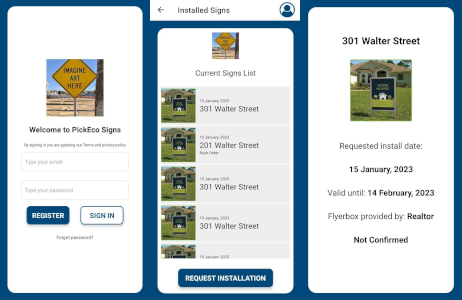 IMAGINE
ART
HERE
Welcome to PickEco Signs
By signing in you are agreeing our Terms and privacy policy
Type your email
Type your password
REGISTER
SIGN IN
Forgot password?
Installed Signs
Current Signs List
15 January, 2023
301 Walter Street
15 January, 2023
201 Walter Street
Rush Order
15 January, 2023
301 Walter Street
15 January, 2023
301 Walter Street
15 January, 2023
REQUEST INSTALLATION
301 Walter Street
Requested install date:
15 January, 2023
Valid until: 14 February, 2023
Flyerbox provided by: Realtor
Not Confirmed